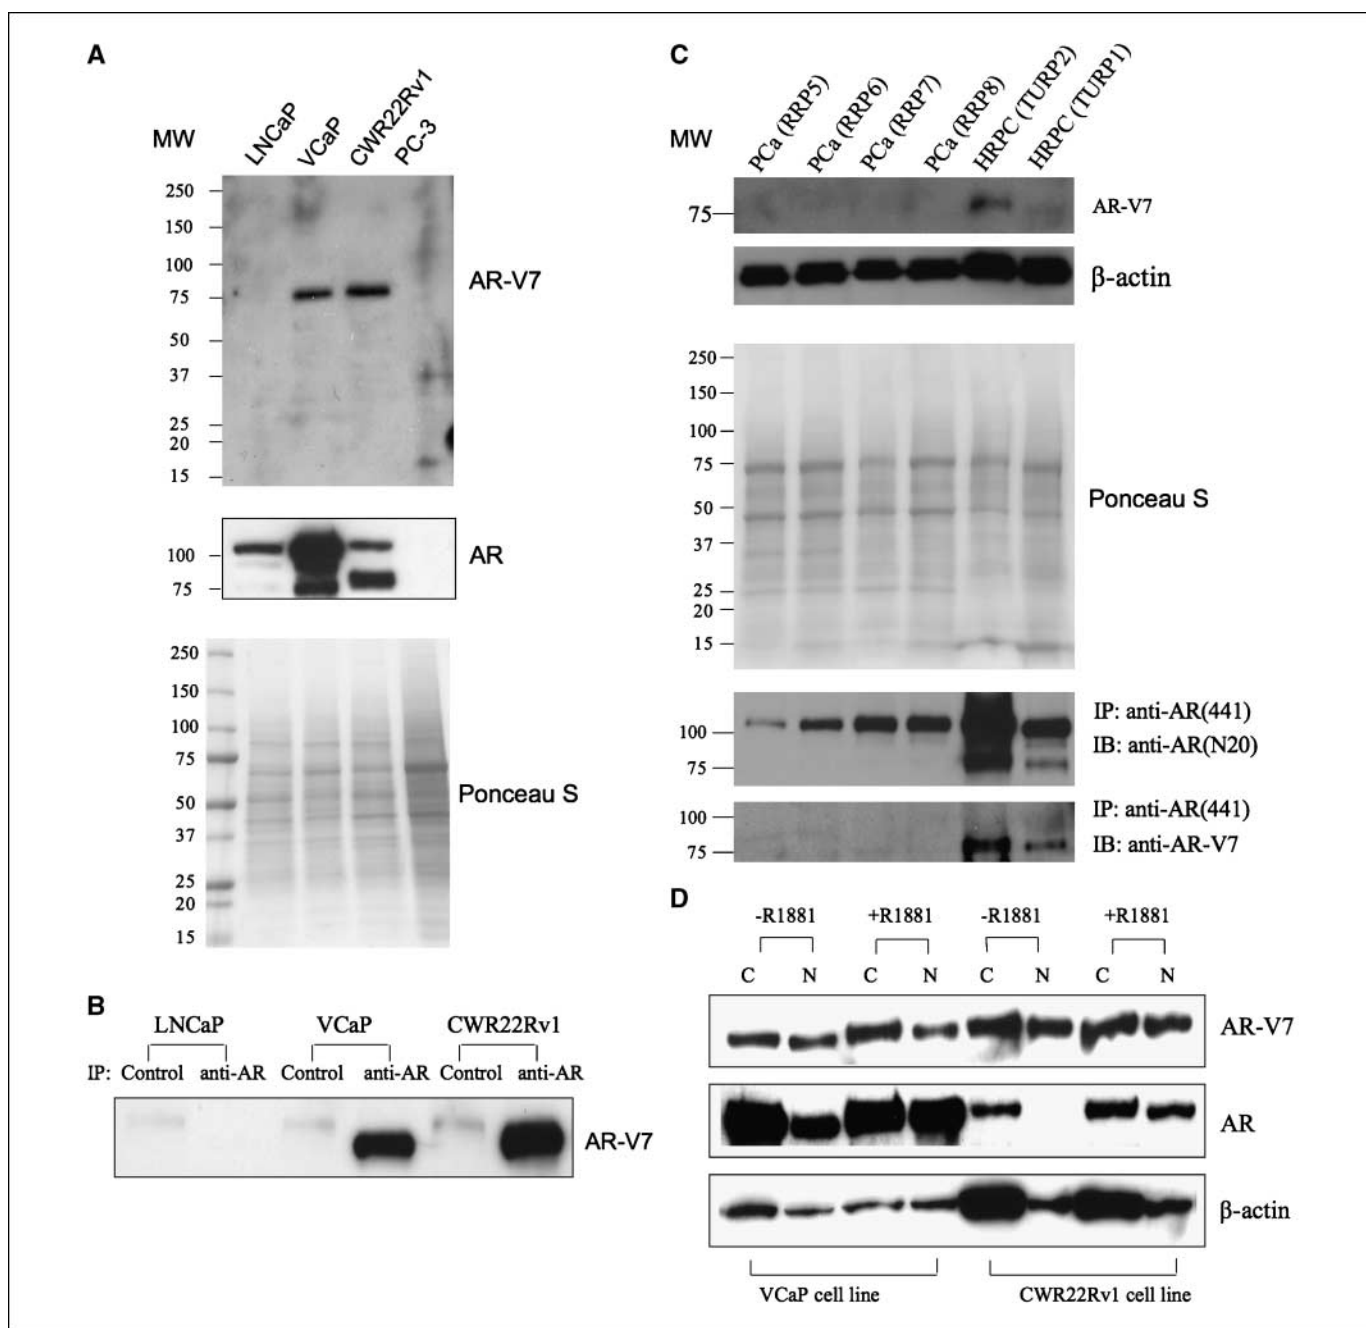 A
MW
LNCaP
VCaP
CWR22Rv1
PC-3
250
150
100
75
50
37
25
20
15
AR-V7
100
75
AR
250
150
100
75
50
37
25
20
15
Ponceau S
B
LNCaP VCaP CWR22Rv1
IP: Control anti-AR Control anti-AR Control anti-AR
AR-V7
C
MW
PCa (RRP5)
PCa (RRP6)
PCa (RRP7)
PCa (RRP8)
HRPC (TURP2)
HRPC (TURP1)
75
AR-V7
β-actin
250
150
100
75
50
37
25
20
15
Ponceau S
100
75
IP: anti-AR(441)
IB: anti-AR(N20)
100
75
IP: anti-AR(441)
IB: anti-AR-V7
D
-R1881 +R1881 -R1881 +R1881
C N C N C N C N
AR-V7
AR
β-actin
VCaP cell line CWR22Rv1 cell line